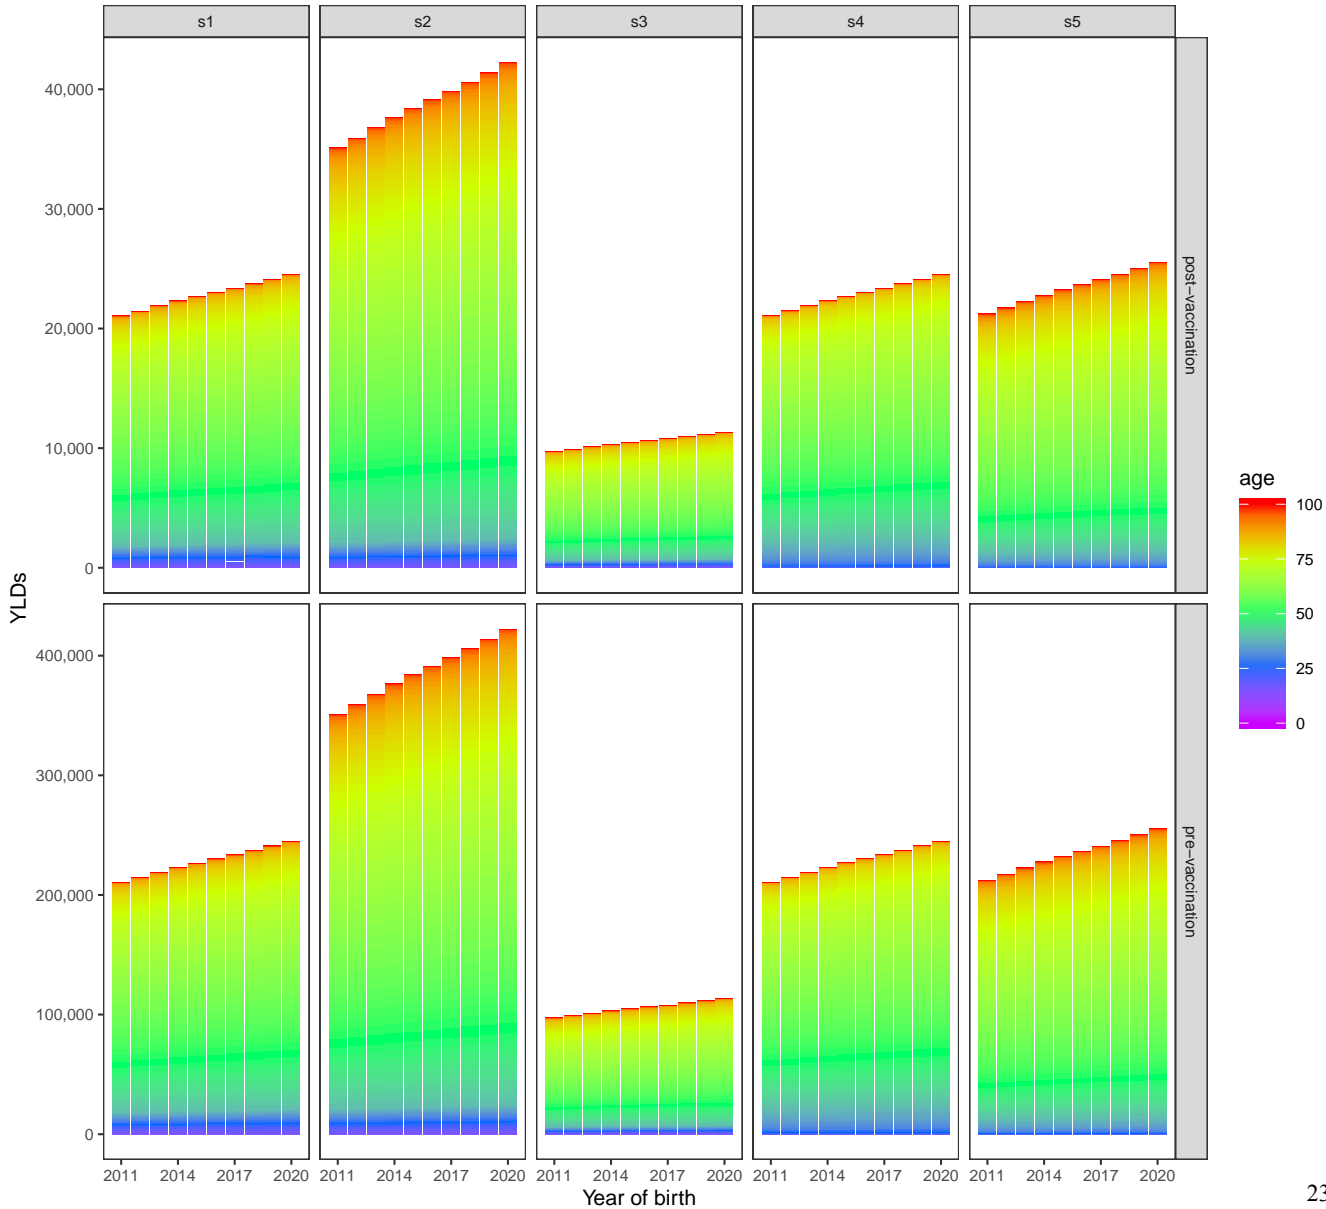 s1 s2 s3 s4 s5
40,000
30,000
20,000
10,000
0
post−vaccination
400,000
300,000
200,000
100,000
0
pre−vaccination
YLDs
2011 2014 2017 2020 2011 2014 2017 2020 2011 2014 2017 2020 2011 2014 2017 2020 2011 2014 2017 2020
Year of birth
age
100
75
50
25
0
23